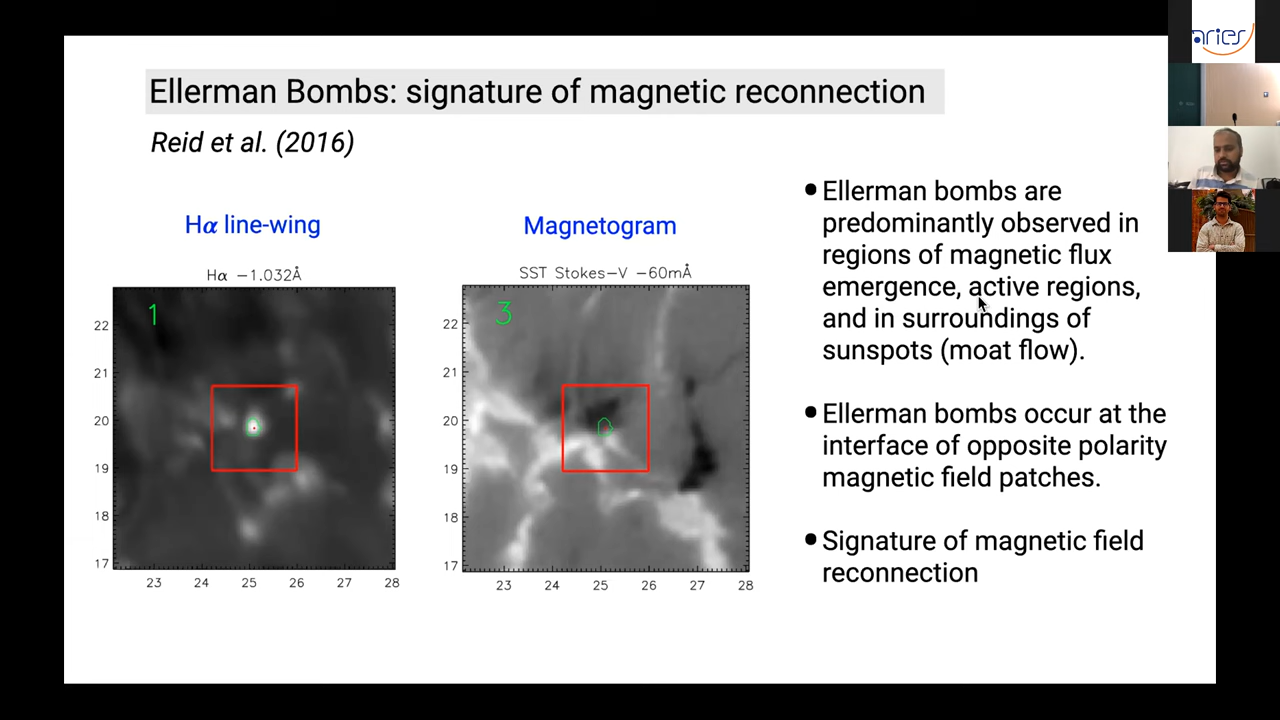 Ellerman Bombs: signature of magnetic reconnection
Reid et al. (2016)
Hα line-wing
Hα −1.032Å
1
22
21
20
19
18
17
23 24 25 26 27 28
Magnetogram
SST Stokes−V −60mÅ
3
22
21
20
19
18
17
23 24 25 26 27 28
• Ellerman bombs are
predominantly observed in
regions of magnetic flux
emergence, active regions,
and in surroundings of
sunspots (moat flow).
• Ellerman bombs occur at the
interface of opposite polarity
magnetic field patches.
• Signature of magnetic field
reconnection
aries